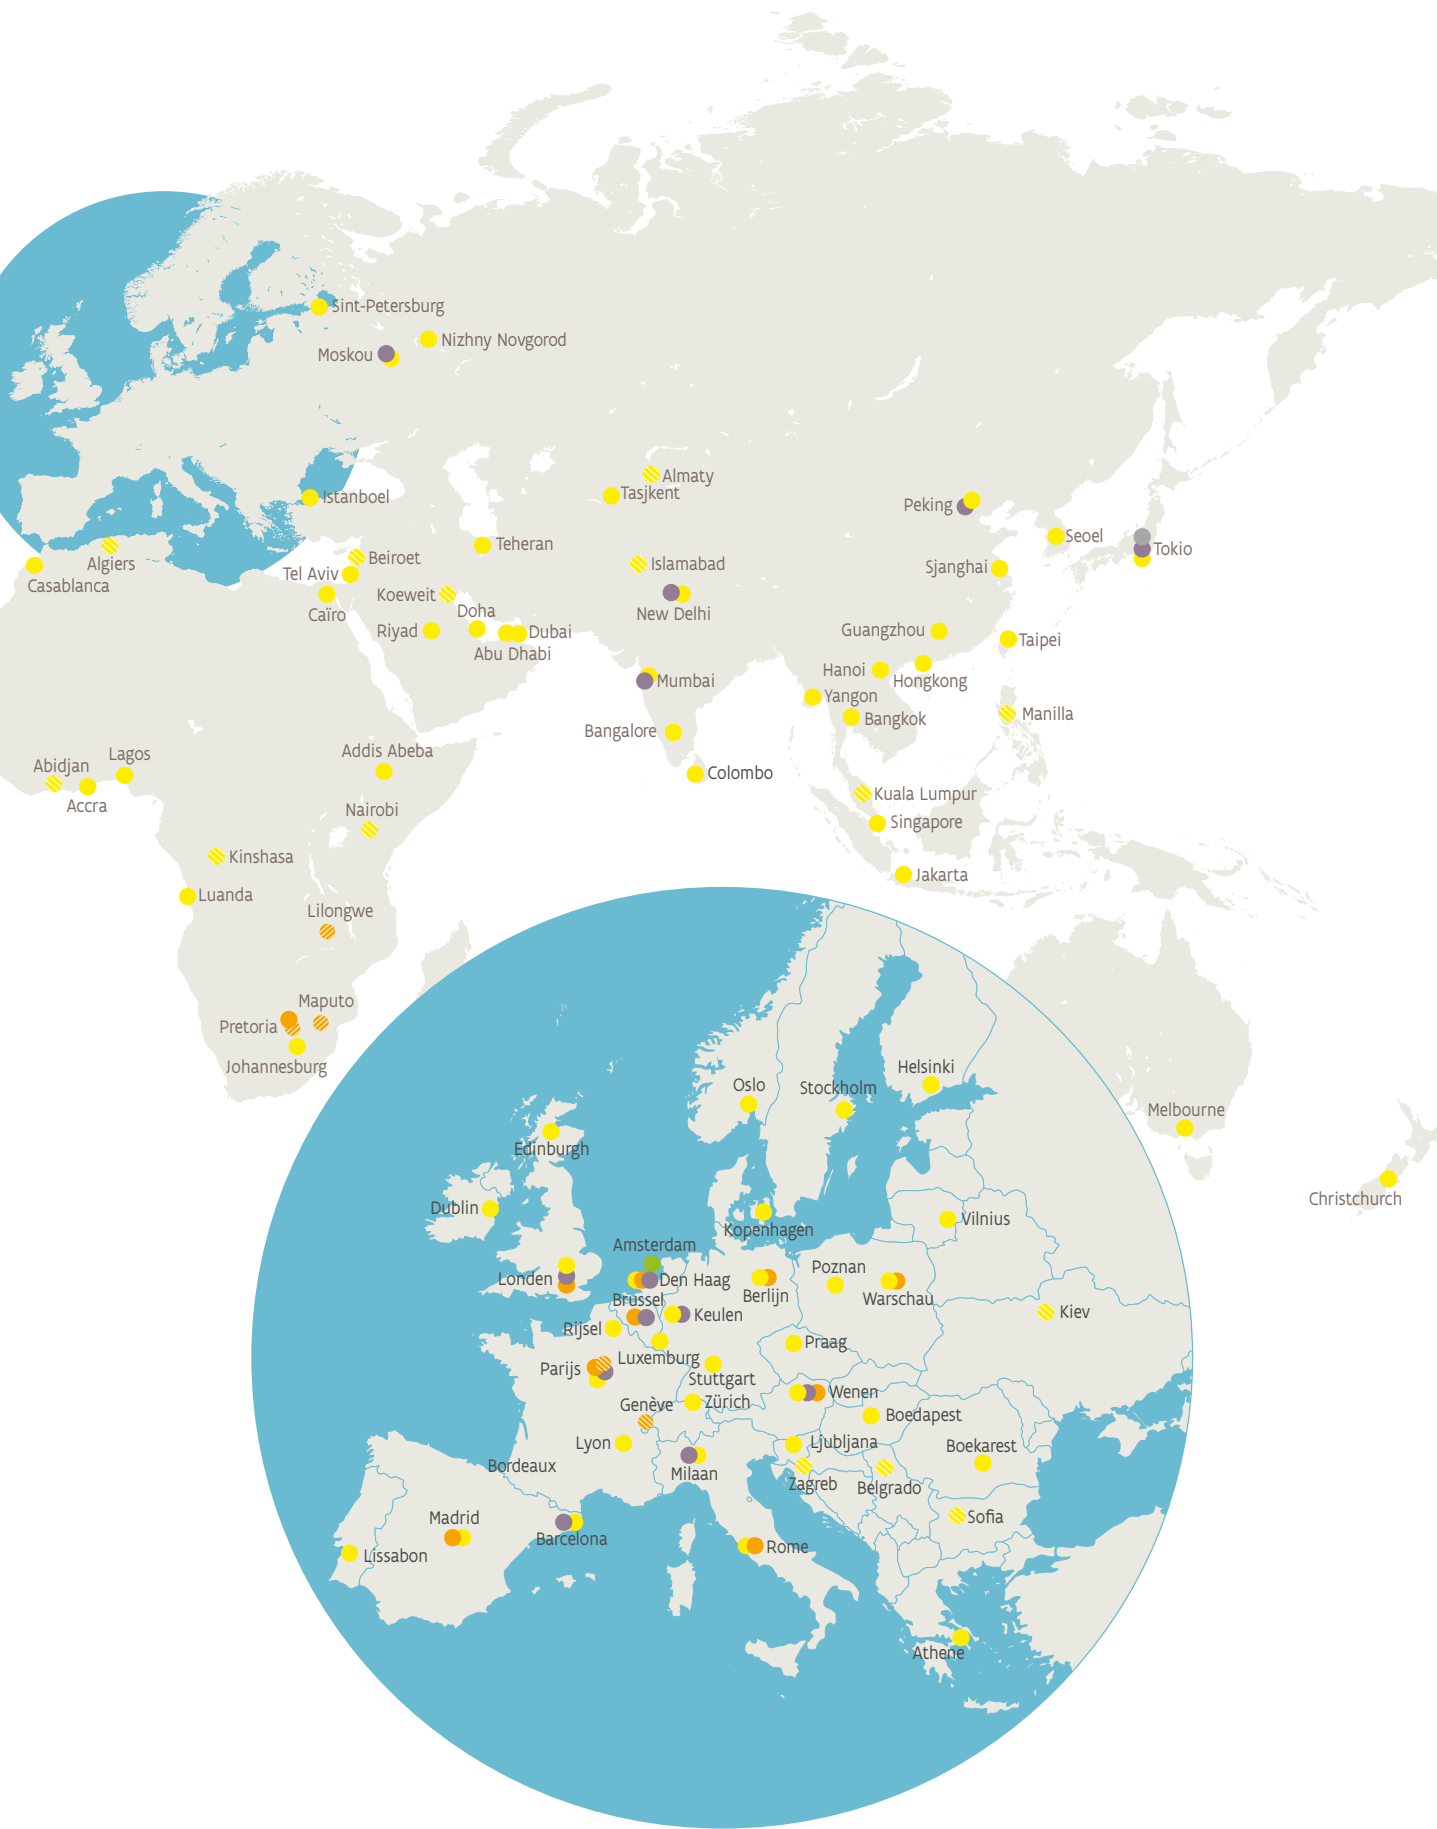 Sint-Petersburg
Nizhny Novgorod
Moskou
Almaty
Tasjkent
Istanboel
Peking
Seoel
Tokio
Teheran
Beiroet
Algiers
Islamabad
Sjanghai
Tel Aviv
Casablanca
Koeweit
Caïro
Doha
New Delhi
Riyad
Dubai
Guangzhou
Taipei
Abu Dhabi
Hanoi
Hongkong
Mumbai
Yangon
Manilla
Bangkok
Bangalore
Addis Abeba
Lagos
Abidjan
Colombo
Accra
Kuala Lumpur
Nairobi
Singapore
Kinshasa
Jakarta
Luanda
Lilongwe
Maputo
Pretoria
Johannesburg
Helsinki
Oslo
Stockholm
Melbourne
Edinburgh
Christchurch
Dublin
Vilnius
Kopenhagen
Amsterdam
Poznan
Londen
Den Haag
Berlijn
Warschau
Brussel
Kiev
Keulen
Rijsel
Praag
Luxemburg
Parijs
Stuttgart
Wenen
Zürich
Genève
Boedapest
Lyon
Ljubljana
Boekarest
Bordeaux
Milaan
Zagreb
Belgrado
Madrid
Sofia
Barcelona
Rome
Lissabon
Athene